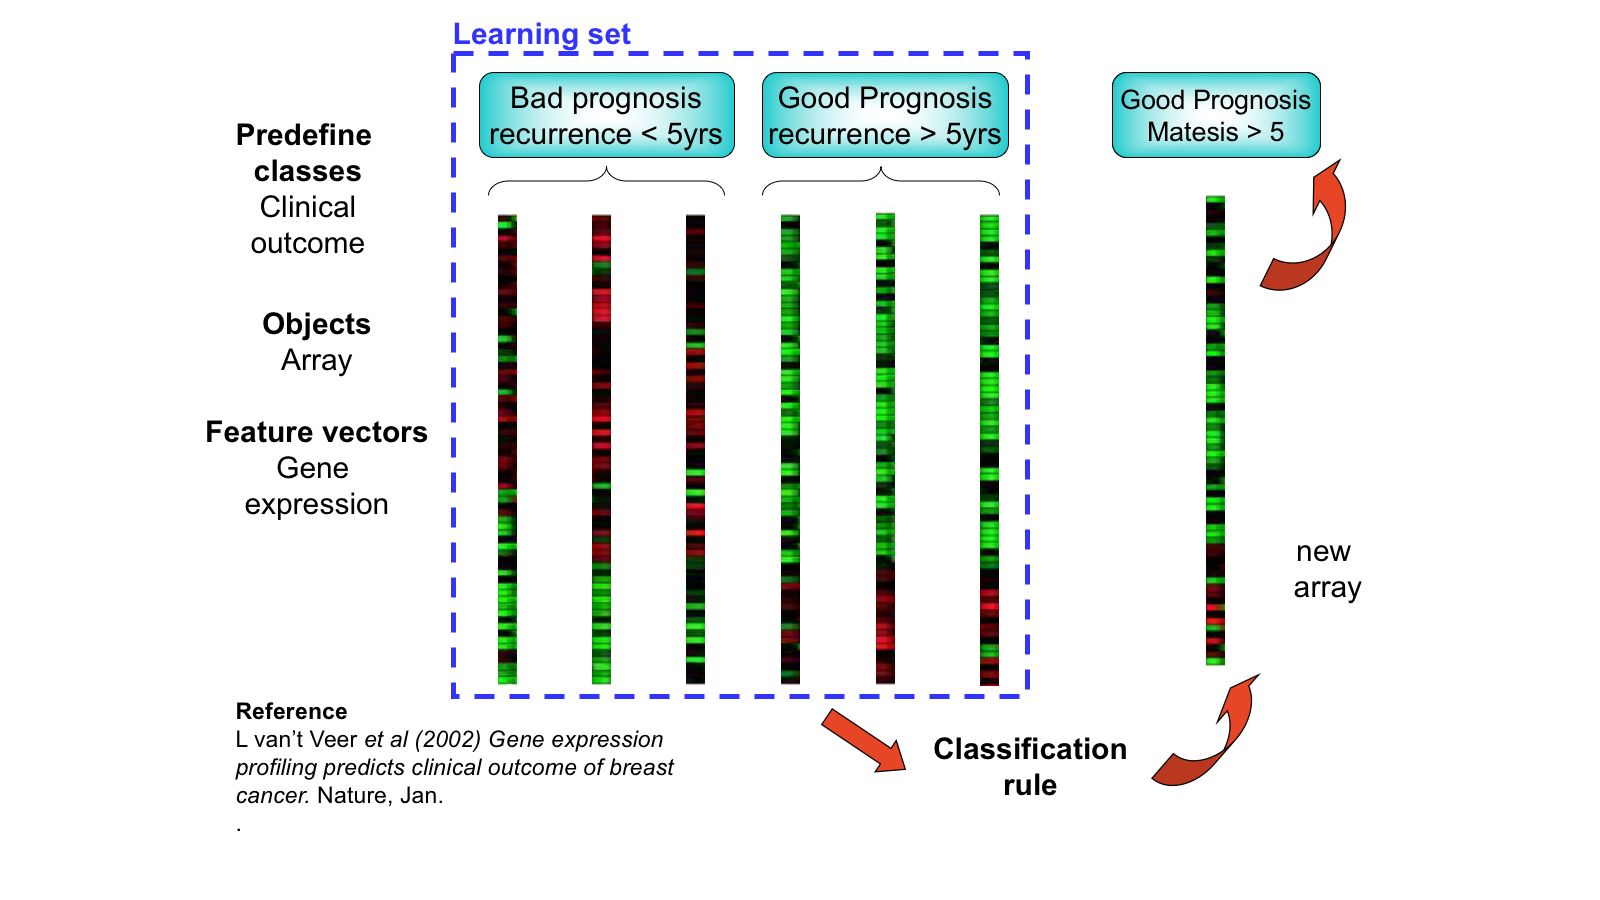 Learning set
Bad prognosis
recurrence < 5yrs
Good Prognosis
recurrence > 5yrs
Good Prognosis
Matesis > 5
Predefine
classes
Clinical
outcome
Objects
Array
Feature vectors
Gene
expression
new
array
Reference
L van’t Veer et al (2002) Gene expression
profiling predicts clinical outcome of breast
cancer. Nature, Jan.
.
Classification
rule